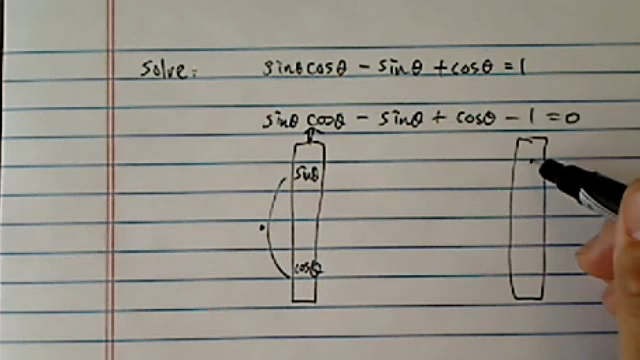 Solve: sinθcosθ - sinθ + cosθ = 1
sinθ cosθ - sinθ + cosθ - 1 = 0
sinθ
cosθ